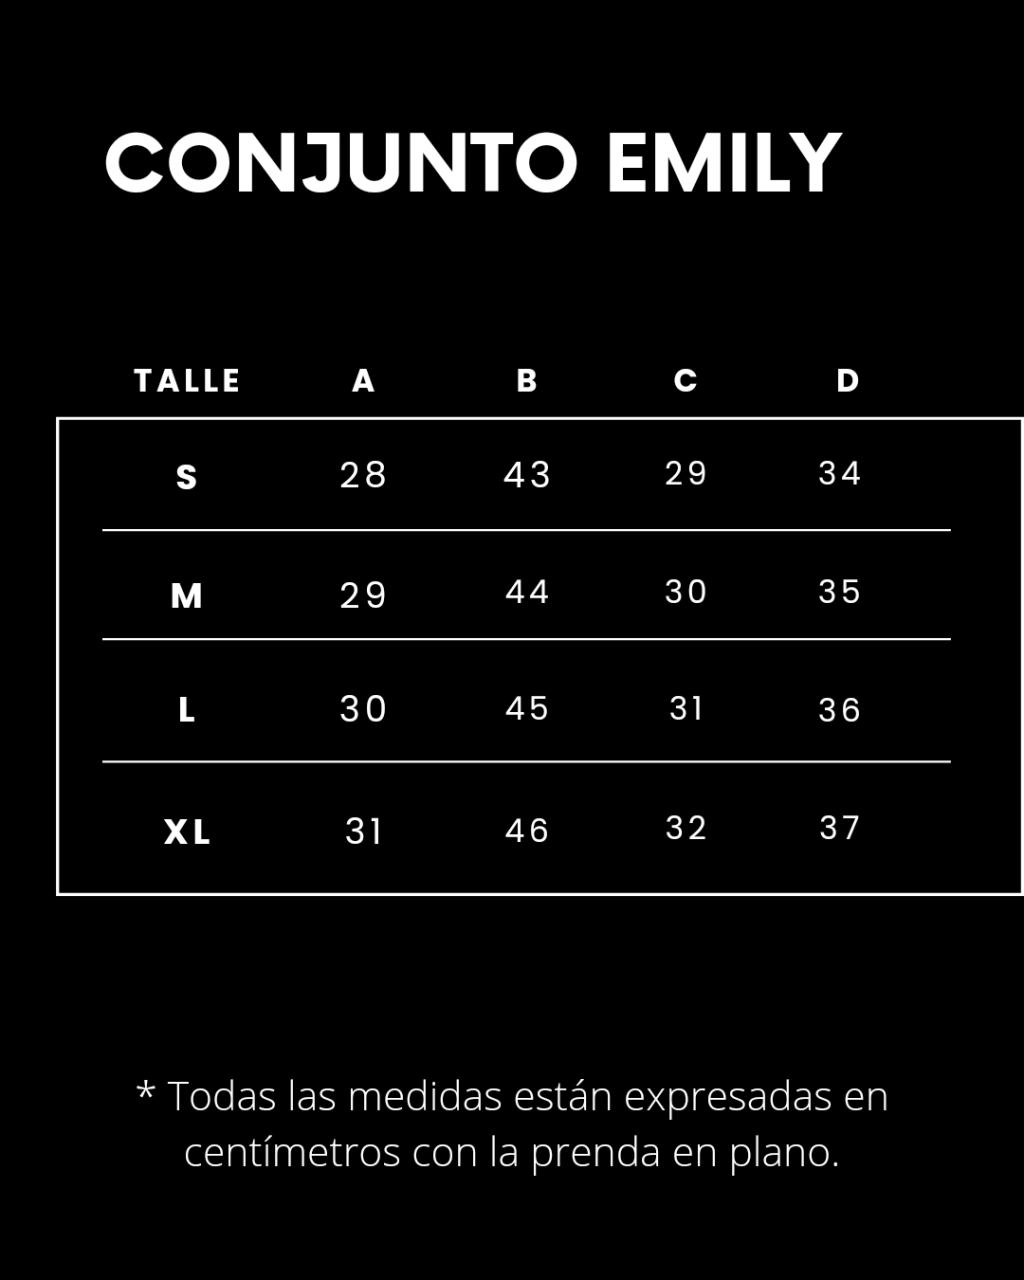 CONJUNTO EMILY
TALLE A B C D
S 28 43 29 34
M 29 44 30 35
L 30 45 31 36
XL 31 46 32 37
* Todas las medidas están expresadas en
centímetros con la prenda en plano.